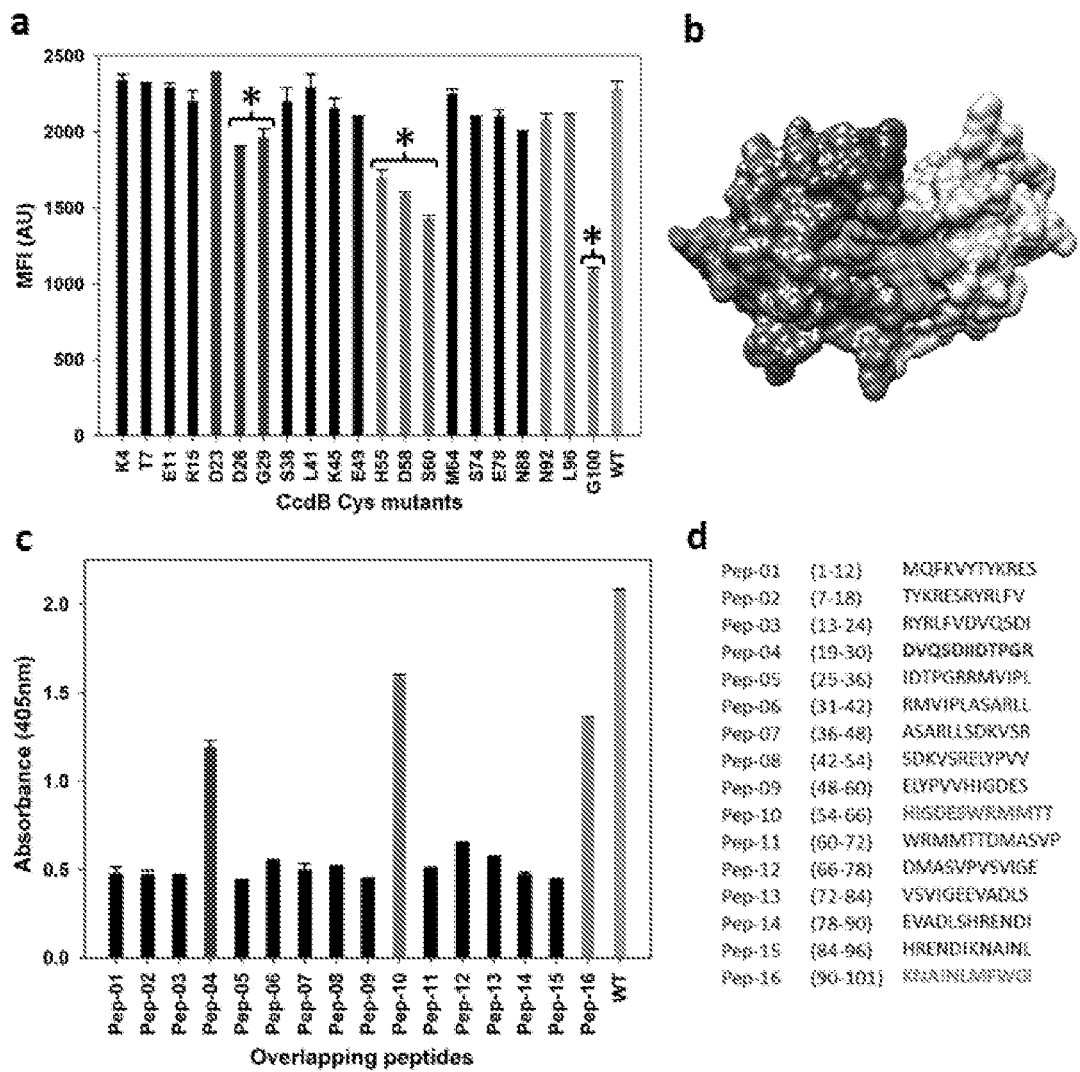 a
2500
2000
1500
1000
500
0
MFI (AU)
*
*
*
K4 T7 E11 R15 D23 D26 G29 S38 L41 K45 E49 H55 D58 S60 M64 S74 E79 N88 N92 L96 G100 WT
CcdB Cys mutants
b
c
2.0
1.5
1.0
0.5
0.0
Absorbance (405nm)
Pep-01 Pep-02 Pep-03 Pep-04 Pep-05 Pep-06 Pep-07 Pep-08 Pep-09 Pep-10 Pep-11 Pep-12 Pep-13 Pep-14 Pep-15 Pep-16 WT
Overlapping peptides
d
Pep-01 (1-12) MQFKVYTYKRES
Pep-02 (7-18) TYKRESRYRLFV
Pep-03 (13-24) RYRLFVDVQSDI
Pep-04 (19-30) DVQSDIIDTPGR
Pep-05 (25-36) IDTPGRRMVIPL
Pep-06 (31-42) RMVIPLASARLL
Pep-07 (36-48) ASARLLSDKVSR
Pep-08 (42-54) SDKVSRELYPVV
Pep-09 (48-60) ELYPVVHIGDES
Pep-10 (54-66) HIGDESWRMMTT
Pep-11 (60-72) WRMMTTDMASVP
Pep-12 (66-78) DMASVPVSVIGE
Pep-13 (72-84) VSVIGEEVADLS
Pep-14 (78-90) EVADLSHRENDI
Pep-15 (84-96) HRENDIKNAINL
Pep-16 (90-101) KNAINLMFWGI